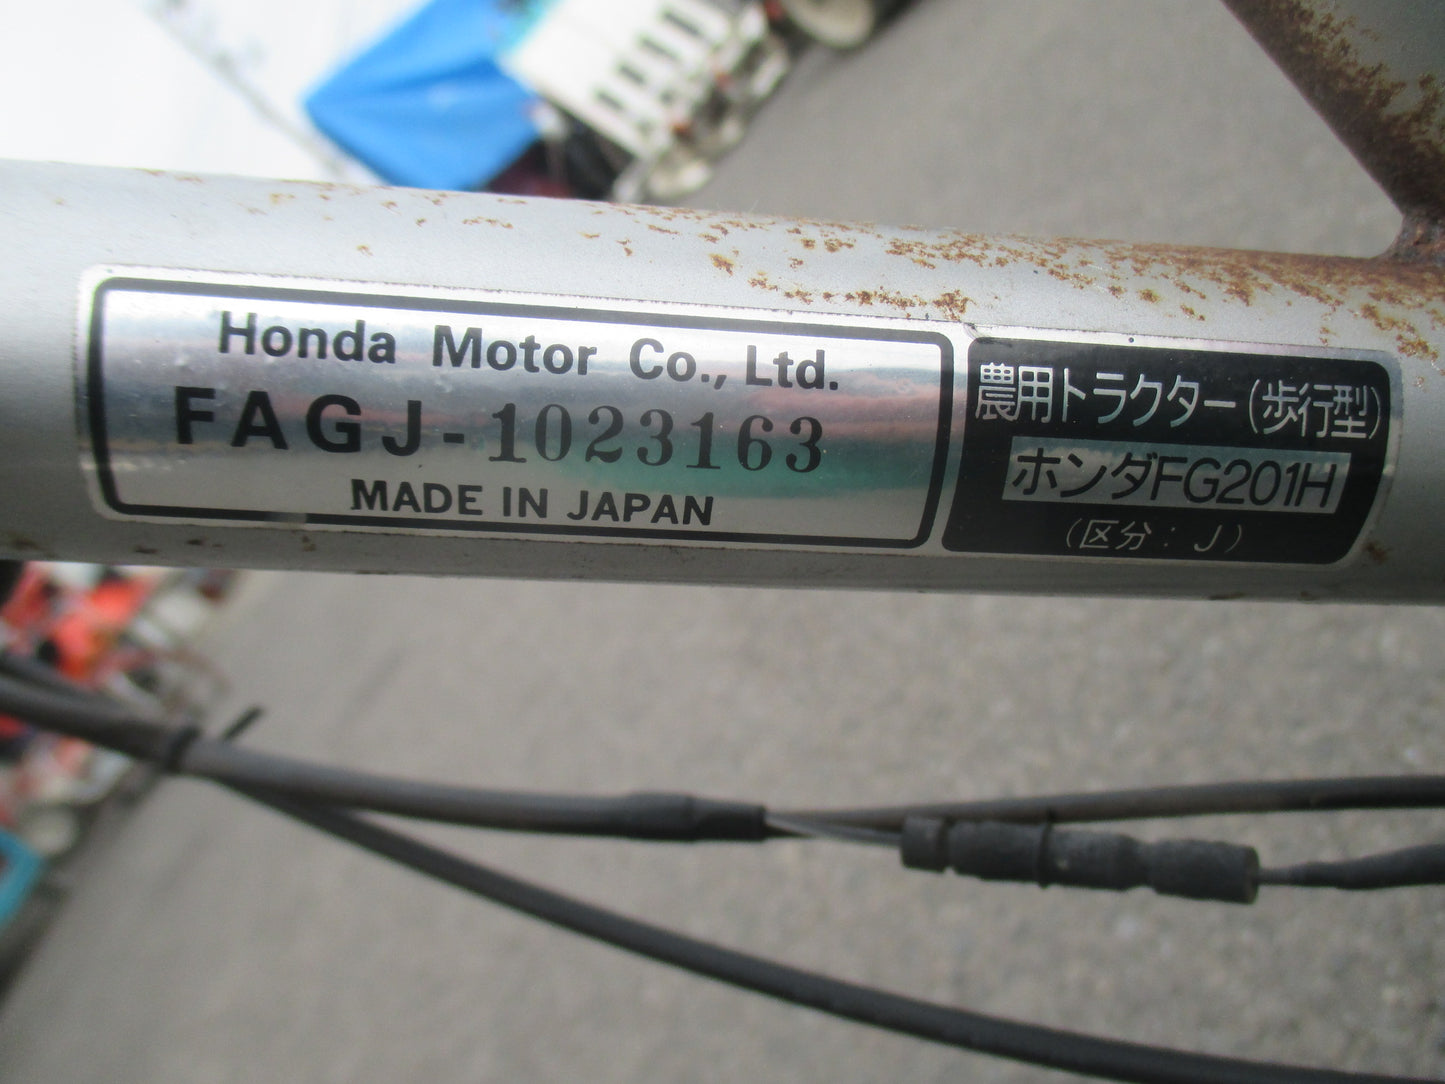 Honda Motor Co., Ltd.
FAGJ-1023163
MADE IN JAPAN
農用トラクター(歩行型)
ホンダFG201H
(区分:J)